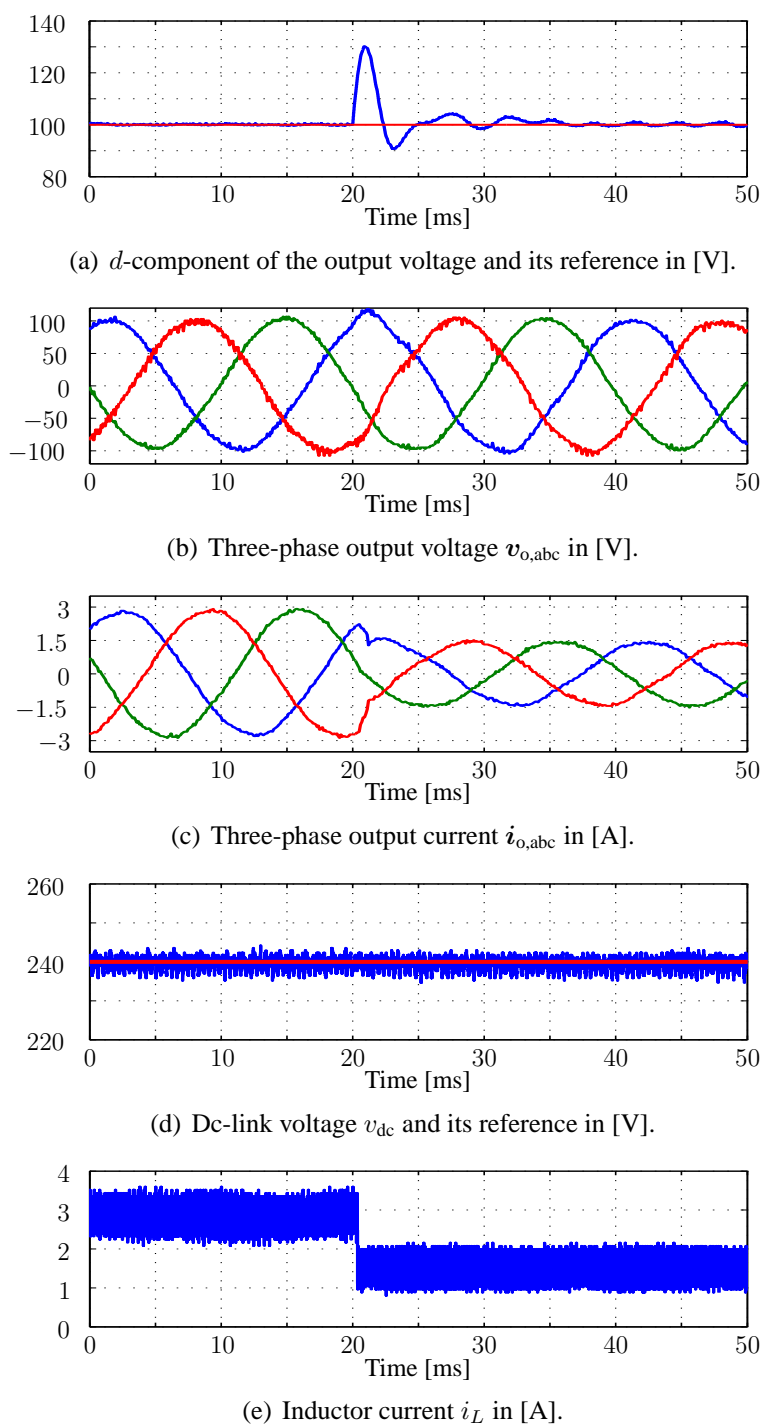 140
120
100
80
0 10 20 30 40 50
Time [ms]
(a) d-component of the output voltage and its reference in [V].
100
50
0
−50
−100
0 10 20 30 40 50
Time [ms]
(b) Three-phase output voltage v_o,abc in [V].
3
1.5
0
−1.5
−3
0 10 20 30 40 50
Time [ms]
(c) Three-phase output current i_o,abc in [A].
260
240
220
0 10 20 30 40 50
Time [ms]
(d) Dc-link voltage v_dc and its reference in [V].
4
3
2
1
0
0 10 20 30 40 50
Time [ms]
(e) Inductor current i_L in [A].